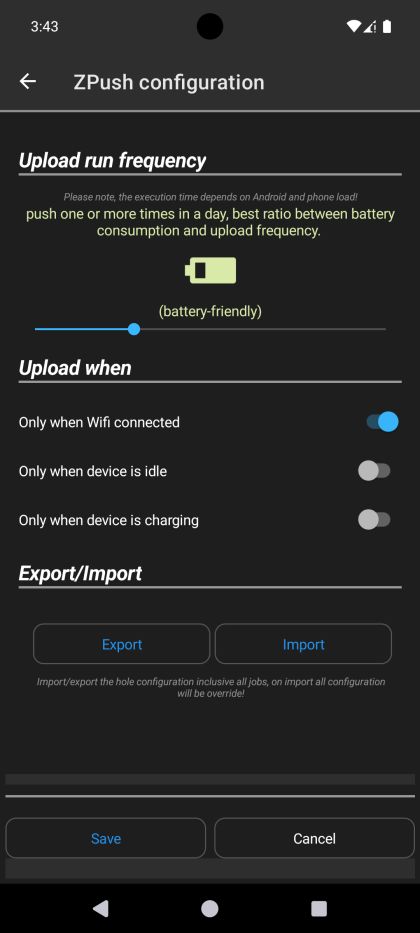 3:43
ZPush configuration
Upload run frequency
Please note, the execution time depends on Android and phone load!
push one or more times in a day, best ratio between battery
consumption and upload frequency.
(battery-friendly)
Upload when
Only when Wifi connected
Only when device is idle
Only when device is charging
Export/Import
Export
Import
Import/export the hole configuration inclusive all jobs, on import all configuration
will be override!
Save
Cancel